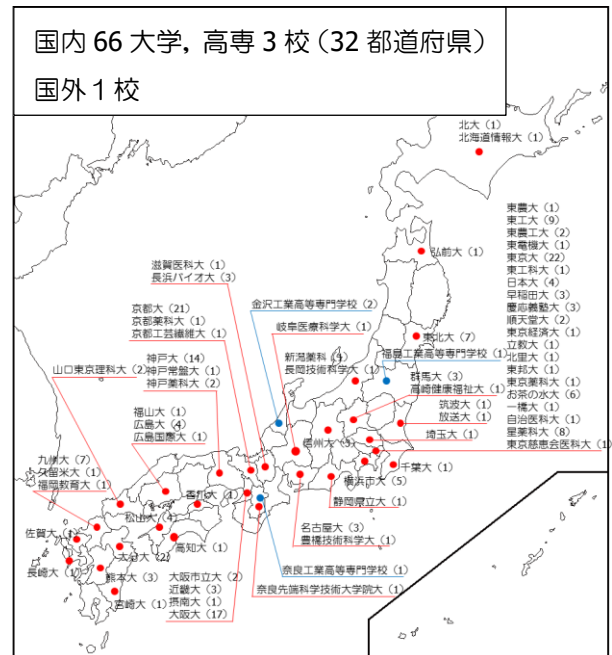 国内 66 大学, 高専 3 校（32 都道府県）
国外 1 校
北大（1）
北海道情報大（1）
弘前大（1）
東農大（1）
東工大（9）
東農工大（2）
東電機大（1）
東京大（22）
東工科大（1）
日本大（4）
早稲田大（3）
慶応義塾大（3）
順天堂大（2）
東京経済大（1）
立教大（1）
北里大（1）
東邦大（1）
東京薬科大（1）
お茶の水大（6）
一橋大（1）
自治医科大（1）
星薬科大（8）
東京慈恵会医科大（1）
滋賀医科大（1）
長浜バイオ大（3）
金沢工業高等専門学校（2）
京都大（21）
京都薬科大（1）
京都工芸繊維大（1）
岐阜医療科学大（1）
東北大（7）
新潟薬科（4）
長岡技術科学大（1）
福島工業高等専門学校（1）
神戸大（14）
神戸常盤大（1）
神戸薬科大（2）
山口東京理科大（2）
群馬大（3）
高崎健康福祉大（1）
福山大（1）
広島大（4）
広島国際大（1）
筑波大（1）
放送大（1）
信州大（5）
埼玉大（1）
九州大（7）
久留米大（1）
福岡教育大（1）
千葉大（1）
横浜市大（5）
香川大（1）
静岡県立大（1）
松山大（4）
名古屋大（3）
豊橋技術科学大（1）
佐賀大（1）
高知大（1）
大分大（2）
奈良工業高等専門学校（1）
長崎大（1）
熊本大（3）
大阪市立大（2）
近畿大（3）
摂南大（1）
大阪大（17）
奈良先端科学技術大学院大（1）
宮崎大（1）